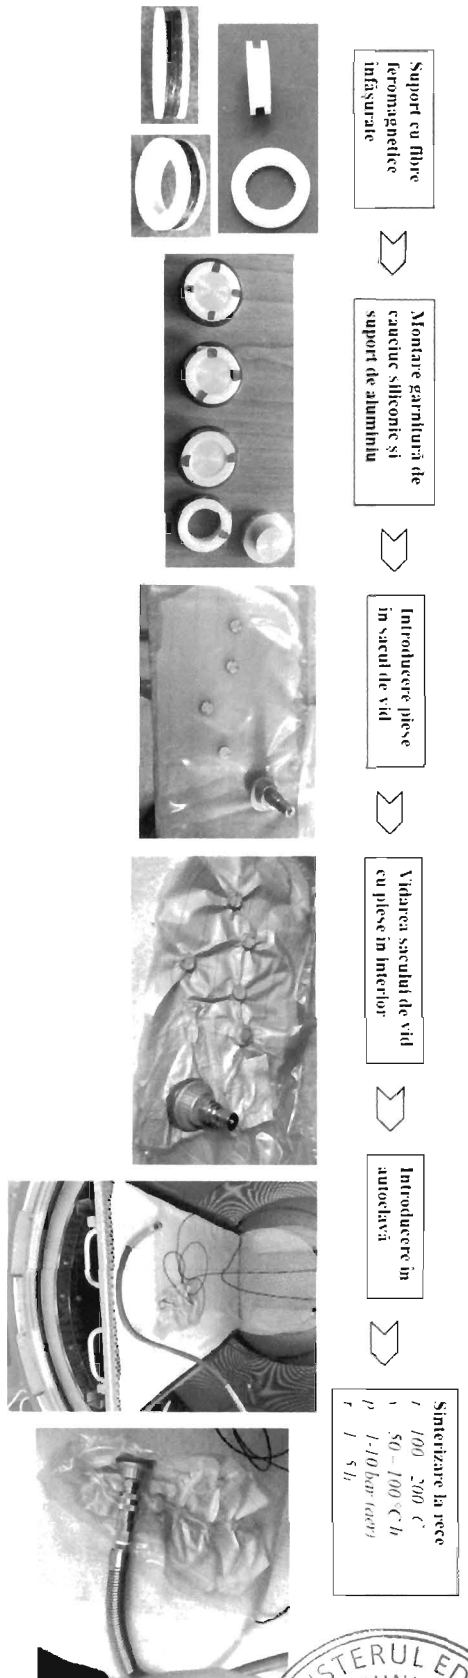 Suport cu fibre
feromagnetice
înfășurate
Montare garnitură de
cauciuc siliconic și
suport de aluminiu
Introducere piese
în sacul de vid
Vidarea sacului de vid
cu piese în interior
Introducere în
autoclavă
Sinterizare la rece
100 200 C
50 – 100 °C/h
p 1-10 bar (aer)
1 5 h